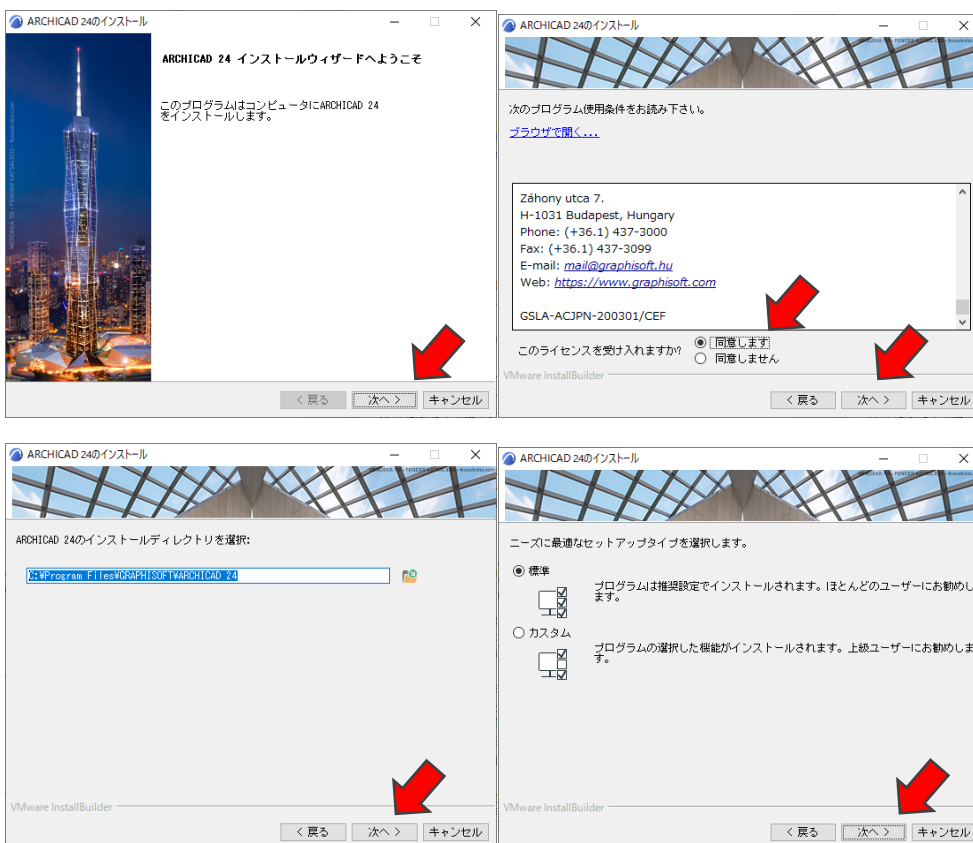 ARCHICAD 24のインストール
ARCHICAD 24 インストールウィザードへようこそ
このプログラムはコンピュータにARCHICAD 24
をインストールします。
< 戻る
次へ >
キャンセル
ARCHICAD 24のインストール
次のプログラム使用条件をお読み下さい。
ブラウザで開く...
Záhony utca 7.
H-1031 Budapest, Hungary
Phone: (+36.1) 437-3000
Fax: (+36.1) 437-3099
E-mail: mail@graphisoft.hu
Web: https://www.graphisoft.com
GSLA-ACJPN-200301/CEF
このライセンスを受け入れますか?
同意します
同意しません
VMware InstallBuilder
< 戻る
次へ >
キャンセル
ARCHICAD 24のインストール
ARCHICAD 24のインストールディレクトリを選択:
C:¥Program Files¥GRAPHISOFT¥ARCHICAD 24
VMware InstallBuilder
< 戻る
次へ >
キャンセル
ARCHICAD 24のインストール
ニーズに最適なセットアップタイプを選択します。
標準
プログラムは推奨設定でインストールされます。ほとんどのユーザーにお勧めし
ます。
カスタム
プログラムの選択した機能がインストールされます。上級ユーザーにお勧めしま
す。
VMware InstallBuilder
< 戻る
次へ >
キャンセル